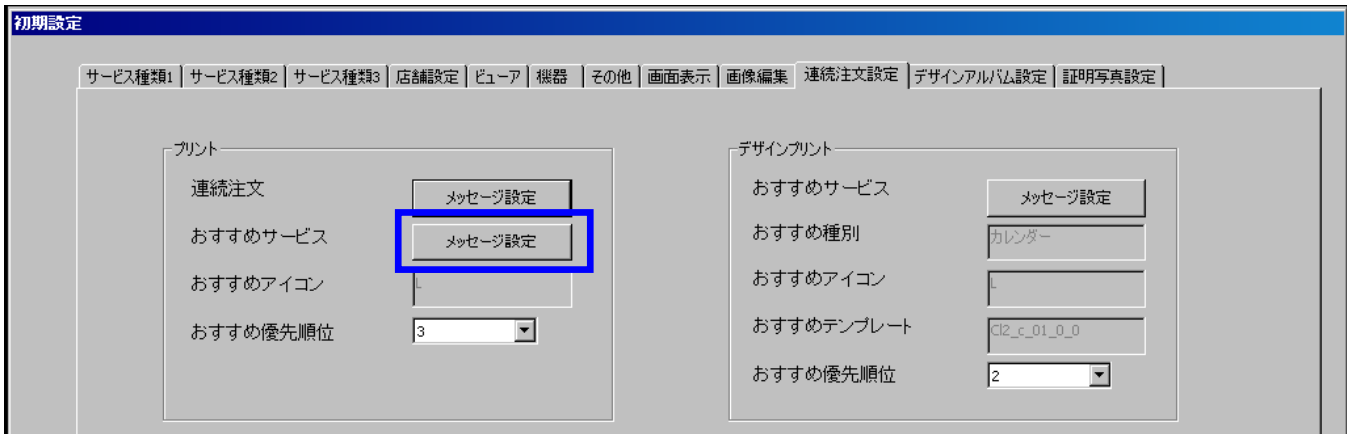 初期設定
サービス種類1 サービス種類2 サービス種類3 店舗設定 ビューア 機器 その他 画面表示 画像編集 連続注文設定 デザインアルバム設定 証明写真設定
プリント
連続注文 メッセージ設定
おすすめサービス メッセージ設定
おすすめアイコン L
おすすめ優先順位 3
デザインプリント
おすすめサービス メッセージ設定
おすすめ種別 カレンダー
おすすめアイコン L
おすすめテンプレート Cl2_c_01_0_0
おすすめ優先順位 2